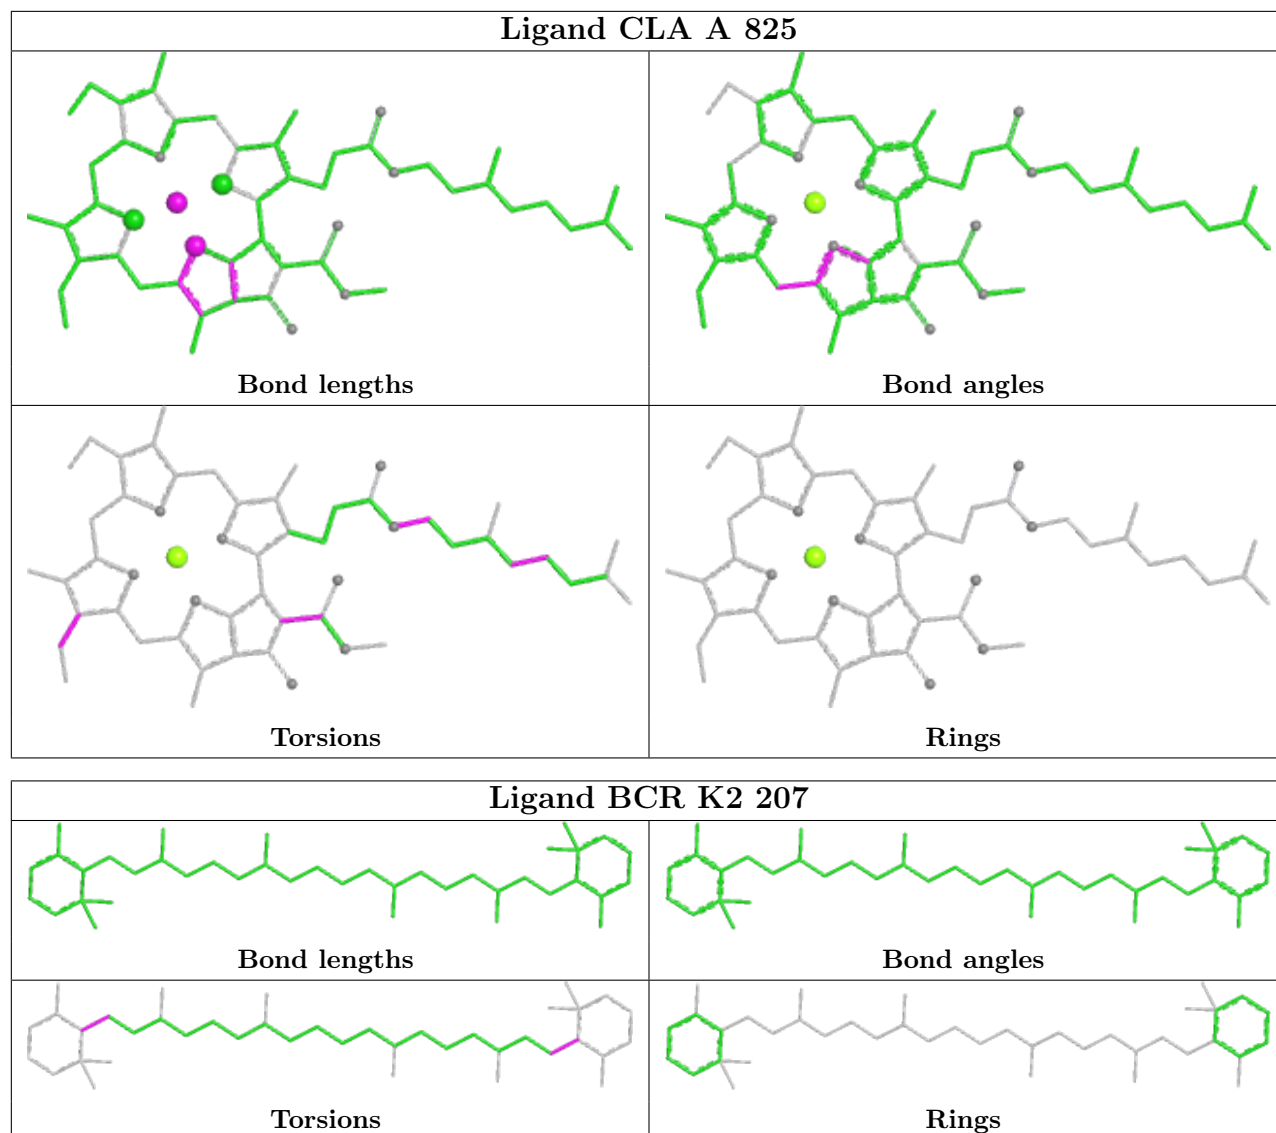 Ligand CLA A 825
Bond lengths
Bond angles
Torsions
Rings
Ligand BCR K2 207
Bond lengths
Bond angles
Torsions
Rings